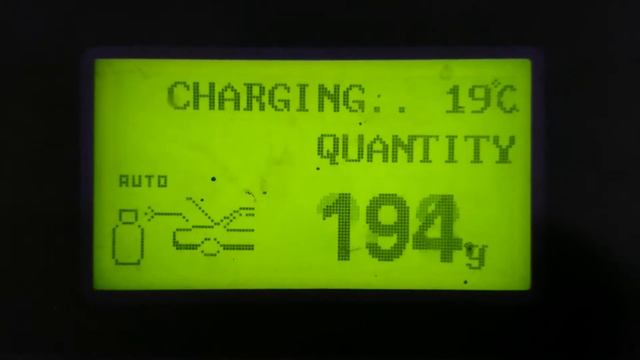 CHARGING:. 19°C
QUANTITY
AUTO
194g